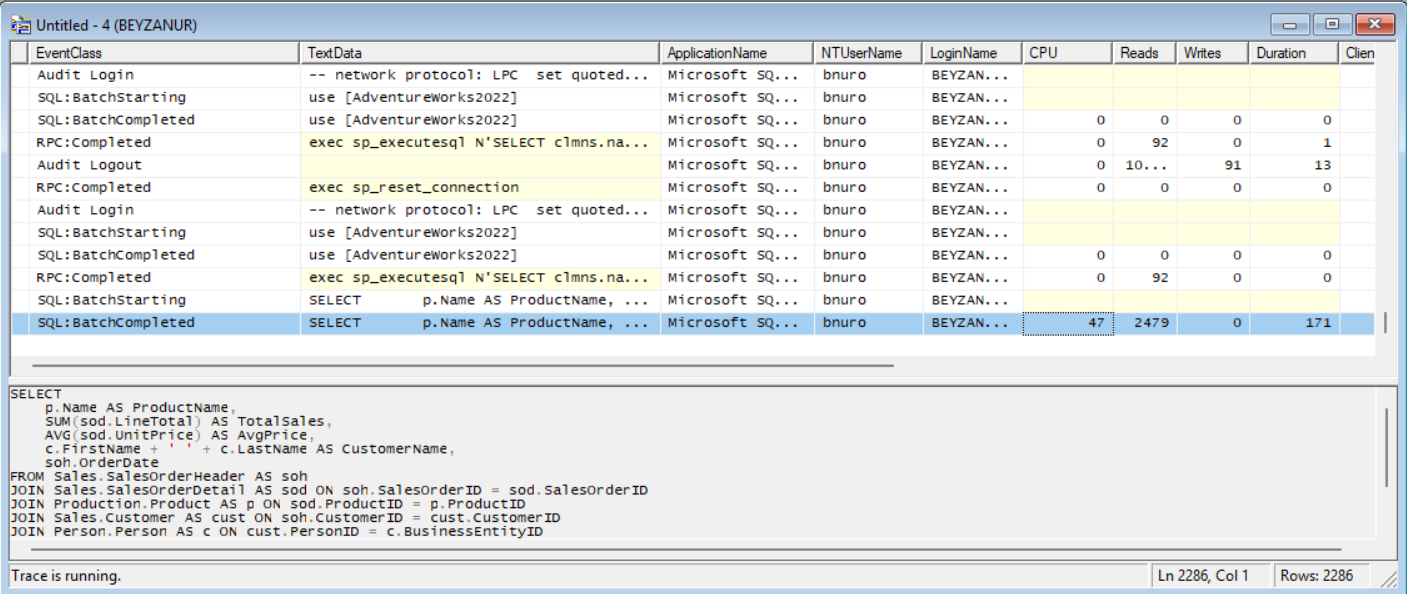 Untitled - 4 (BEYZANUR)
EventClass TextData ApplicationName NTUserName LoginName CPU Reads Writes Duration Clien
Audit Login -- network protocol: LPC set quoted... Microsoft SQ... bnuro BEYZAN...
SQL:BatchStarting use [AdventureWorks2022] Microsoft SQ... bnuro BEYZAN...
SQL:BatchCompleted use [AdventureWorks2022] Microsoft SQ... bnuro BEYZAN... 0 0 0 0
RPC:Completed exec sp_executesql N'SELECT clmns.na... Microsoft SQ... bnuro BEYZAN... 0 92 0 1
Audit Logout Microsoft SQ... bnuro BEYZAN... 0 10... 91 13
RPC:Completed exec sp_reset_connection Microsoft SQ... bnuro BEYZAN... 0 0 0 0
Audit Login -- network protocol: LPC set quoted... Microsoft SQ... bnuro BEYZAN...
SQL:BatchStarting use [AdventureWorks2022] Microsoft SQ... bnuro BEYZAN...
SQL:BatchCompleted use [AdventureWorks2022] Microsoft SQ... bnuro BEYZAN... 0 0 0 0
RPC:Completed exec sp_executesql N'SELECT clmns.na... Microsoft SQ... bnuro BEYZAN... 0 92 0 0
SQL:BatchStarting SELECT p.Name AS ProductName, ... Microsoft SQ... bnuro BEYZAN...
SQL:BatchCompleted SELECT p.Name AS ProductName, ... Microsoft SQ... bnuro BEYZAN... 47 2479 0 171
SELECT
p.Name AS ProductName,
SUM(sod.LineTotal) AS TotalSales,
AVG(sod.UnitPrice) AS AvgPrice,
c.FirstName + ' ' + c.LastName AS CustomerName,
soh.OrderDate
FROM Sales.SalesOrderHeader AS soh
JOIN Sales.SalesOrderDetail AS sod ON soh.SalesOrderID = sod.SalesOrderID
JOIN Production.Product AS p ON sod.ProductID = p.ProductID
JOIN Sales.Customer AS cust ON soh.CustomerID = cust.CustomerID
JOIN Person.Person AS c ON cust.PersonID = c.BusinessEntityID
Trace is running. Ln 2286, Col 1 Rows: 2286